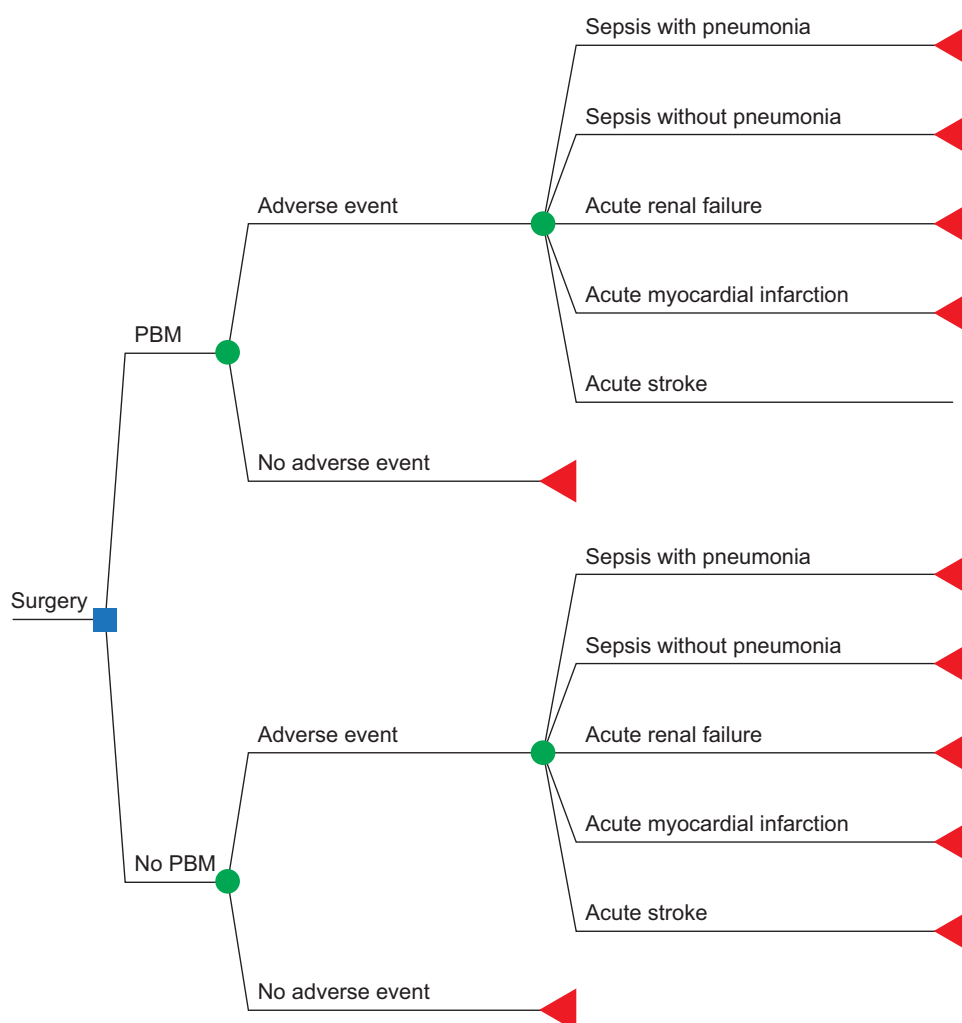 Sepsis with pneumonia
Sepsis without pneumonia
Adverse event
Acute renal failure
Acute myocardial infarction
PBM
Acute stroke
No adverse event
Sepsis with pneumonia
Surgery
Sepsis without pneumonia
Adverse event
Acute renal failure
Acute myocardial infarction
No PBM
Acute stroke
No adverse event